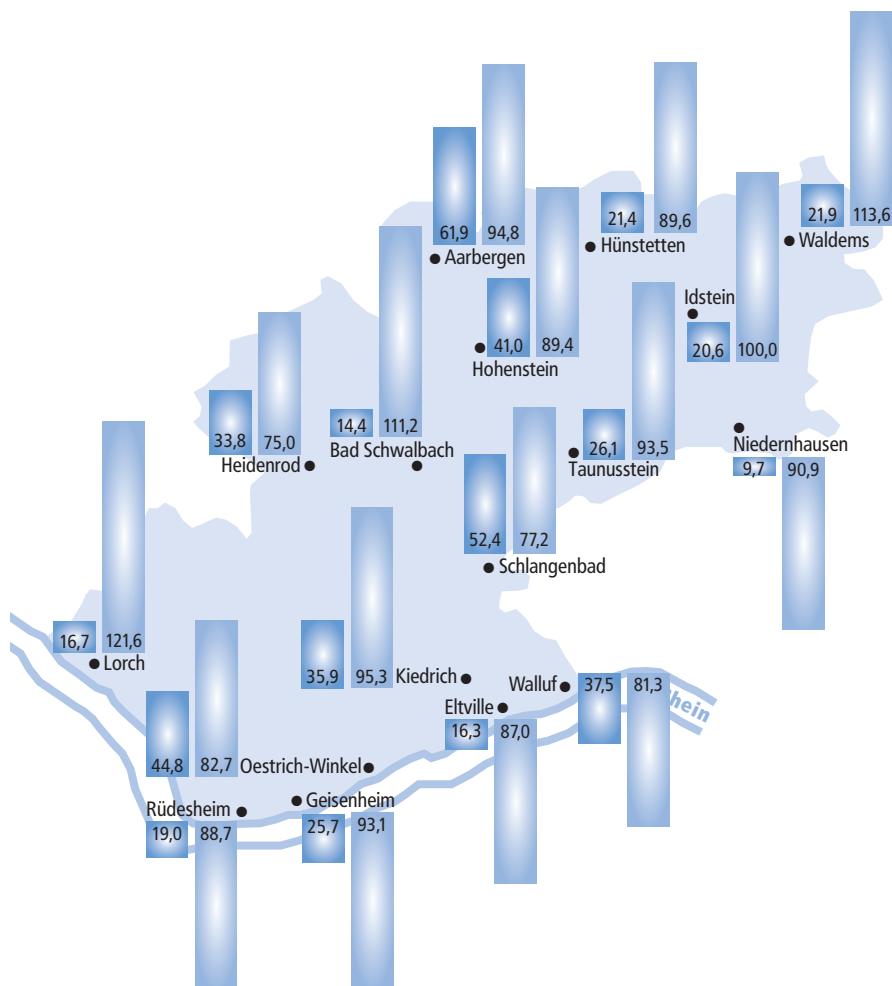 61,9 94,8
Aarbergen
21,4 89,6
Hünstetten
21,9 113,6
Waldems
41,0 89,4
Hohenstein
Idstein
20,6 100,0
33,8 75,0
Heidenrod
14,4 111,2
Bad Schwalbach
26,1 93,5
Taunusstein
Niedernhausen
9,7 90,9
52,4 77,2
Schlangenbad
16,7 121,6
Lorch
35,9 95,3
Kiedrich
Walluf
37,5 81,3
Eltville
16,3 87,0
hein
44,8 82,7
Oestrich-Winkel
Rüdesheim
19,0 88,7
Geisenheim
25,7 93,1